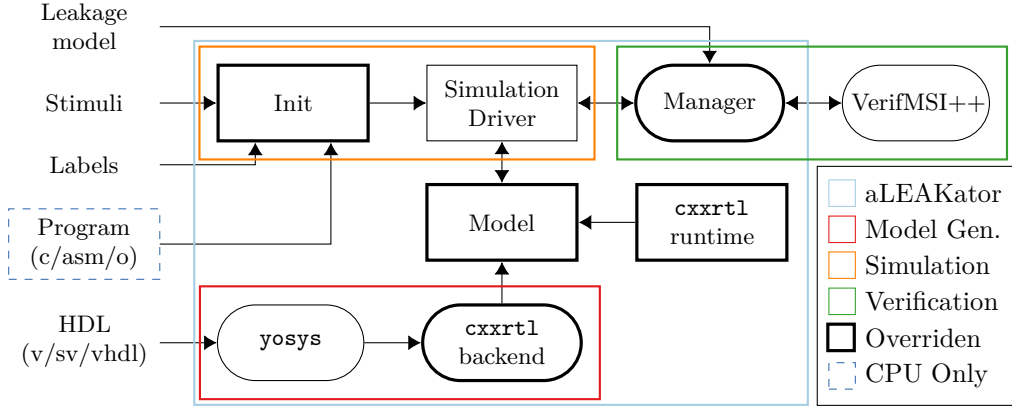 Leakage
model
Stimuli
Init
Simulation
Driver
Manager
VerifMSI++
Labels
Program
(c/asm/o)
Model
cxxrtl
runtime
HDL
(v/sv/vhdl)
yosys
cxxrtl
backend
aLEAKator
Model Gen.
Simulation
Verification
Overriden
CPU Only